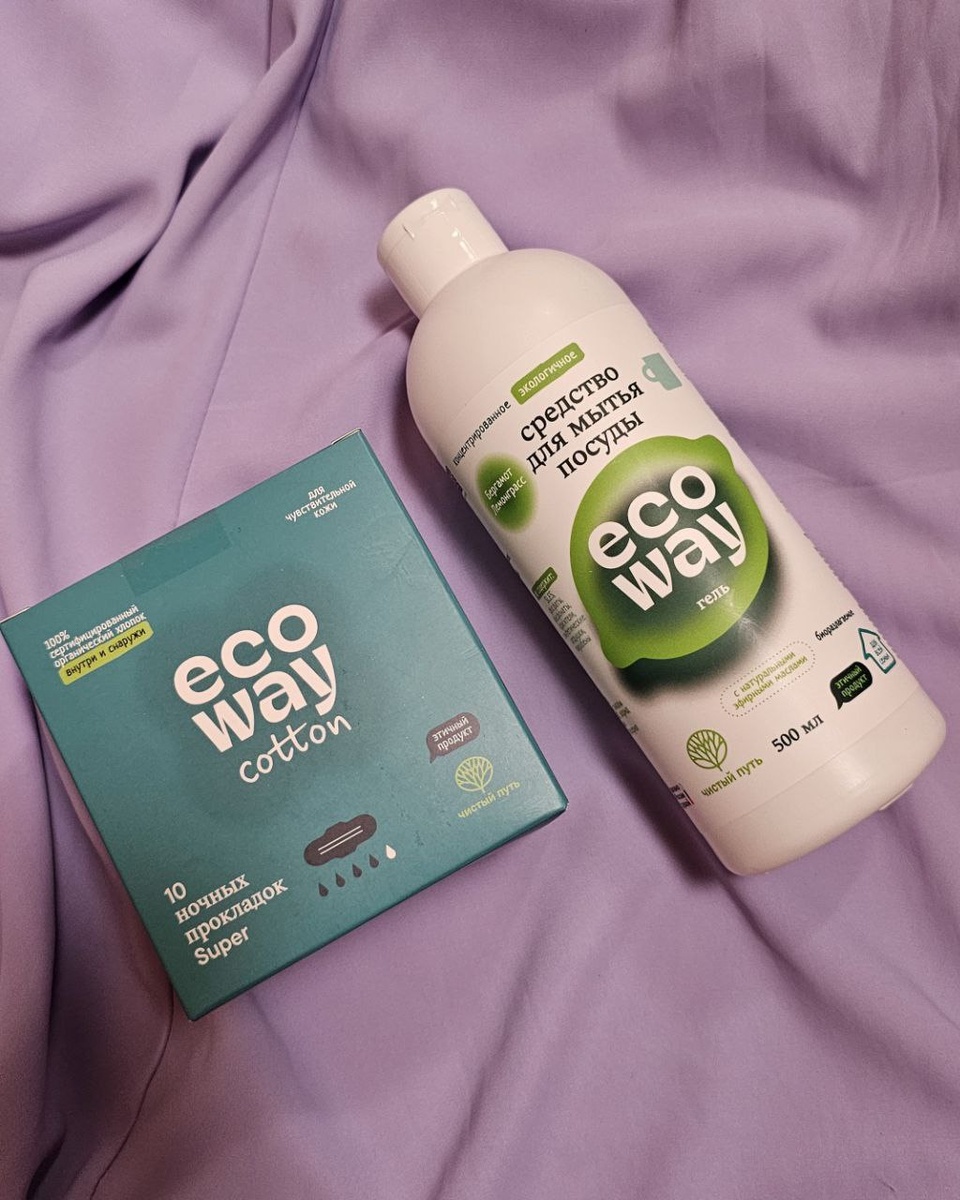 для
чувствительной
кожи
100%
сертифицированный
органический хлопок
внутри и снаружи
eco
way
cotton
этичный
продукт
чистый путь
10
ночных
прокладок
Super
концентрированное экологичное
средство
для мытья
посуды
Бергамот
Лемонграсс
eco
way
гель
с натуральными
эфирными маслами
этичный
продукт
чистый путь
500 мл